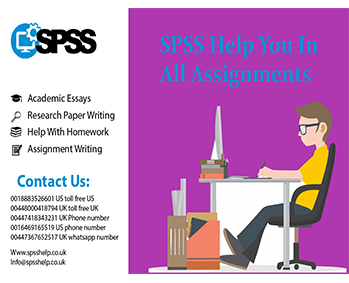 SPSS
SPSS Help You In
All Assignments
Academic Essays
Research Paper Writing
Help With Homework
Assignment Writing
Contact Us:
0018883526601 US toll free US
00448000418794 UK toll free UK
00447418343231 UK Phone number
0016469165519 US phone number
00447367652517 UK whatsapp number
Www.spsshelp.co.uk
Info@spsshelp.co.uk